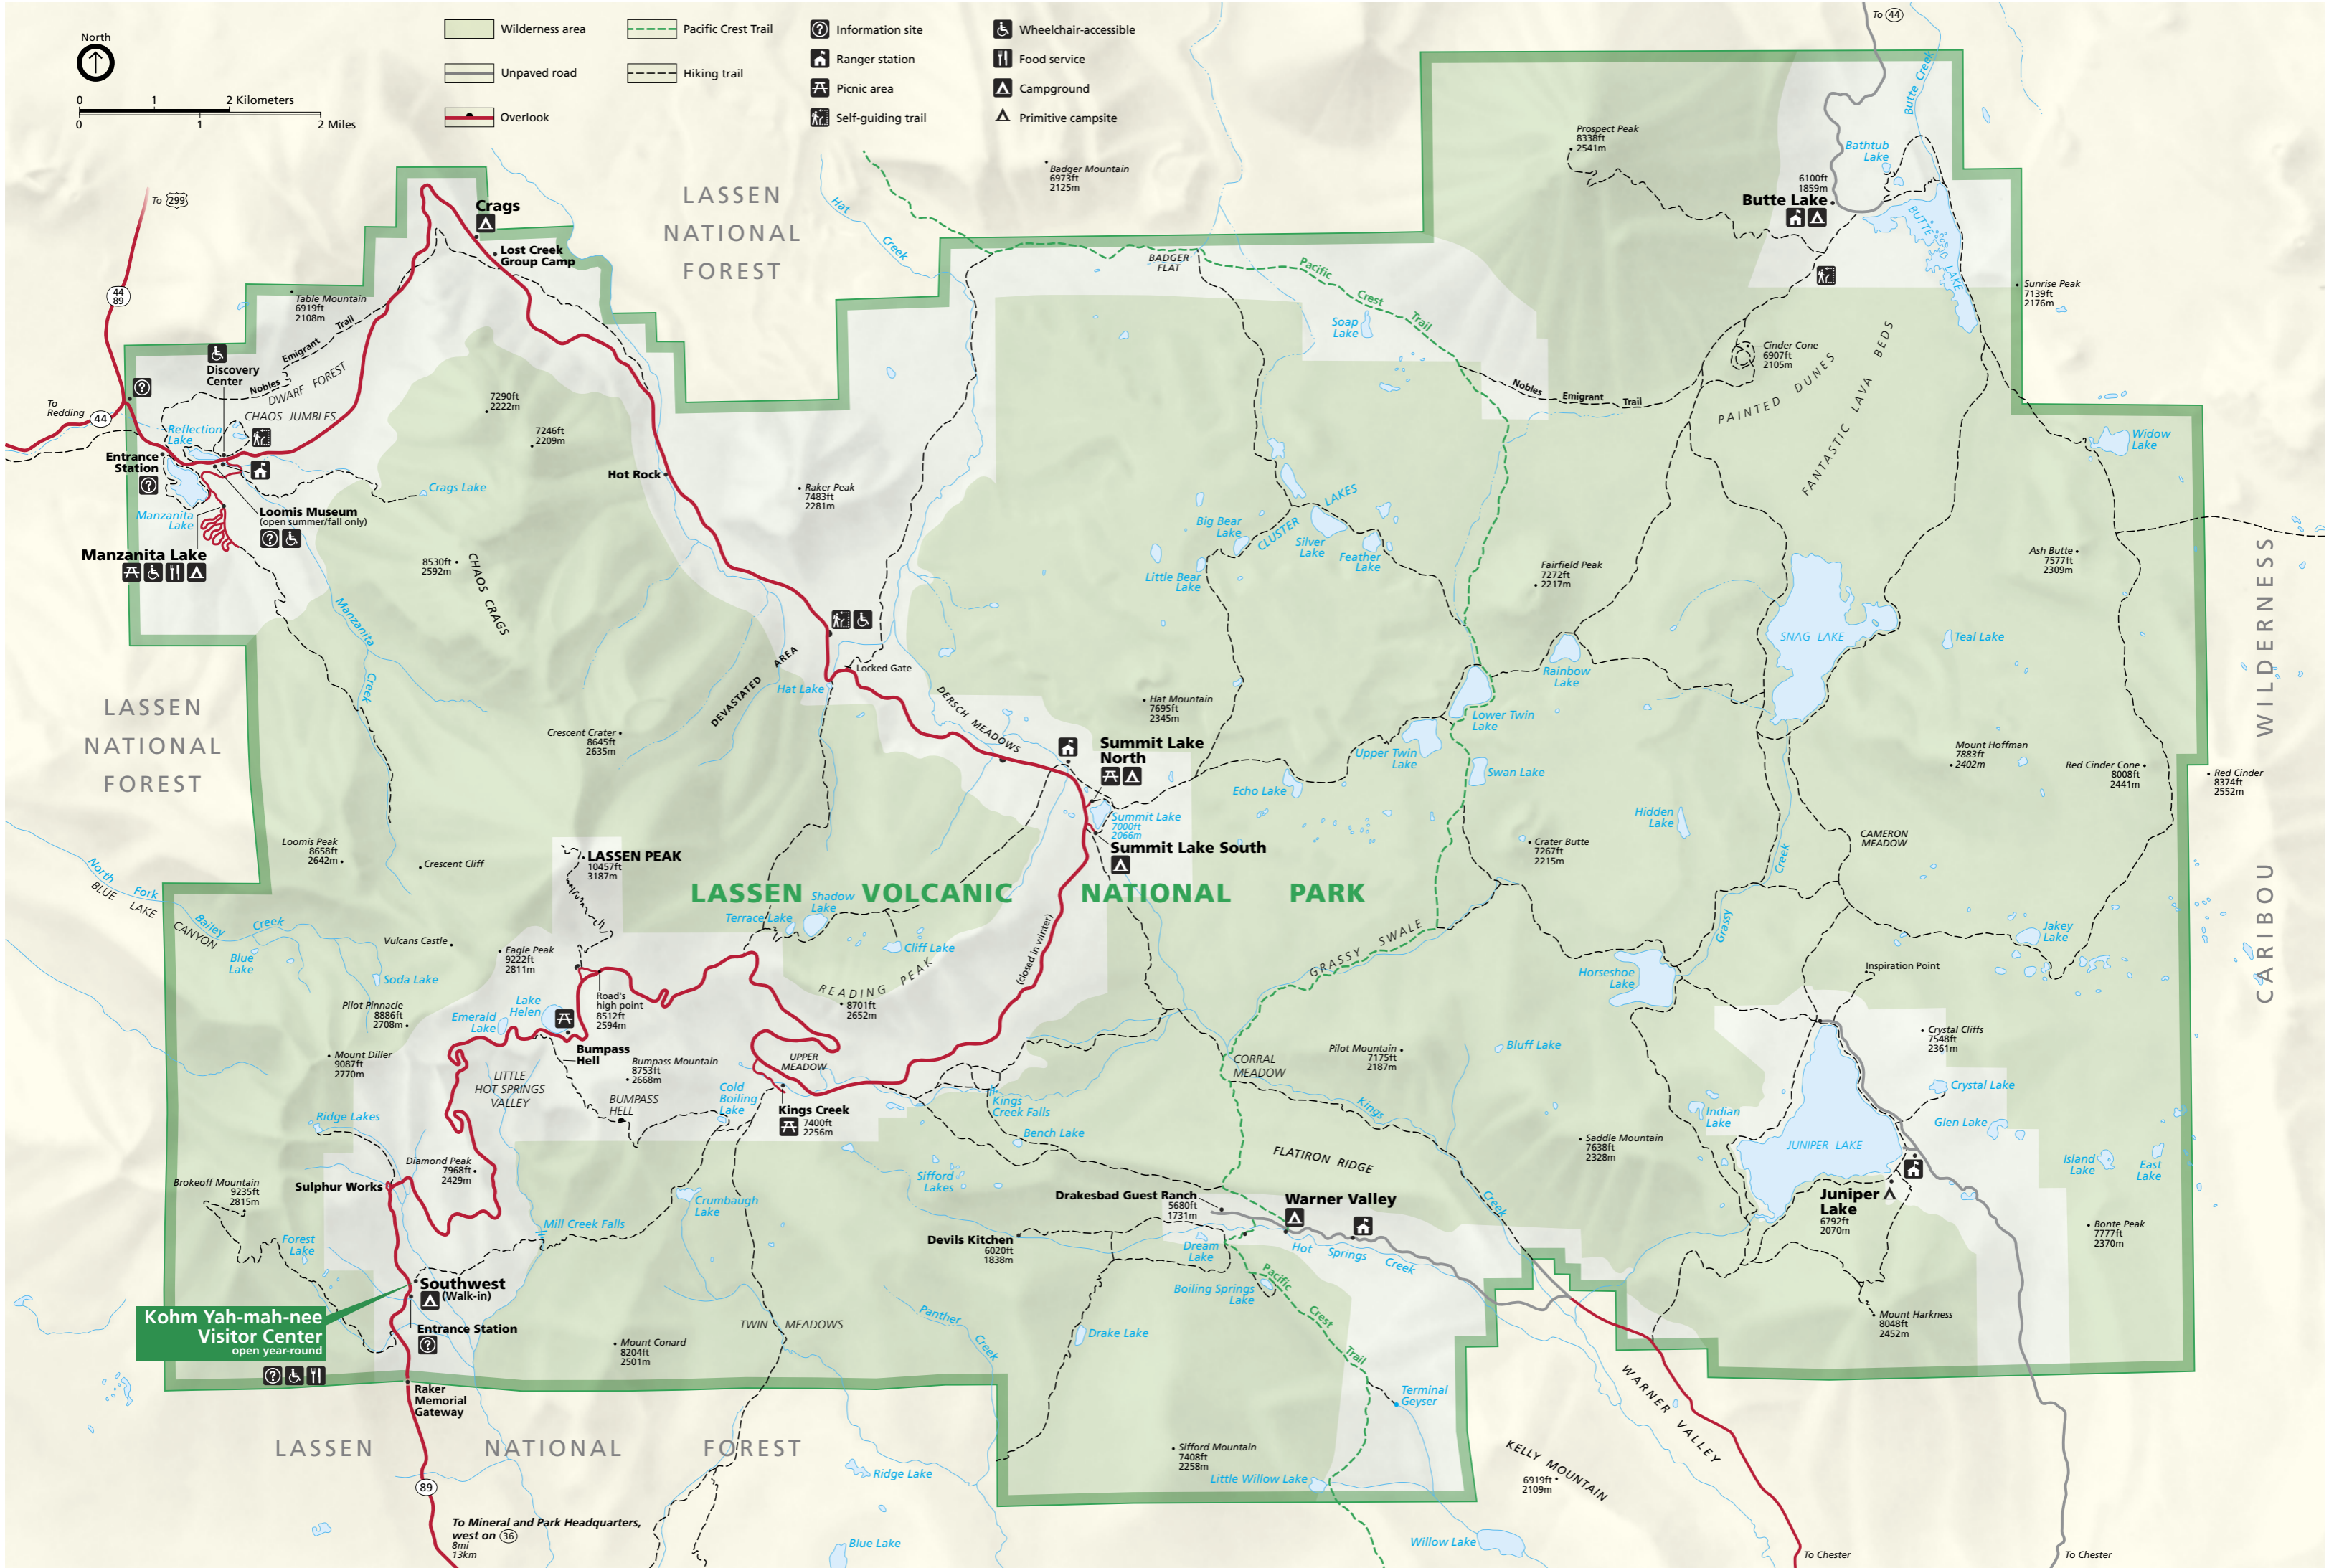 North
0 1 2 Kilometers
0 1 2 Miles
Wilderness area
Unpaved road
Overlook
Pacific Crest Trail
Hiking trail
Information site
Ranger station
Picnic area
Self-guiding trail
Wheelchair-accessible
Food service
Campground
Primitive campsite
To 44
To 299
44
89
To
Redding
44
LASSEN
NATIONAL
FOREST
Hat
Creek
Badger Mountain
6973ft
2125m
Prospect Peak
8338ft
2541m
Butte Creek
Bathtub
Lake
6100ft
1859m
Butte Lake
BUTTE
LAKE
Sunrise Peak
7139ft
2176m
Crags
Lost Creek
Group Camp
Table Mountain
6919ft
2108m
Nobles
Emigrant
Trail
DWARF FOREST
CHAOS JUMBLES
Discovery
Center
Reflection
Lake
Entrance
Station
Manzanita
Lake
Manzanita Lake
Loomis Museum
(open summer/fall only)
Crags Lake
7290ft
2222m
7246ft
2209m
8530ft
2592m
CHAOS CRAGS
Manzanita
Creek
Hot Rock
Raker Peak
7483ft
2281m
BADGER
FLAT
Pacific
Crest
Trail
Soap
Lake
Nobles
Emigrant
Trail
Cinder Cone
6907ft
2105m
PAINTED DUNES
FANTASTIC LAVA BEDS
Widow
Lake
Ash Butte
7577ft
2309m
Big Bear
Lake
CLUSTER
LAKES
Silver
Lake
Feather
Lake
Little Bear
Lake
Fairfield Peak
7272ft
2217m
SNAG LAKE
Teal Lake
Rainbow
Lake
Lower Twin
Lake
Upper Twin
Lake
Swan Lake
Echo Lake
Hat Mountain
7695ft
2345m
Locked Gate
Hat Lake
DEVASTATED
AREA
DERSCH MEADOWS
Crescent Crater
8645ft
2635m
Summit Lake
North
Summit Lake
7000ft
2066m
Summit Lake South
Hidden
Lake
Crater Butte
7267ft
2215m
Mount Hoffman
7883ft
2402m
Red Cinder Cone
8008ft
2441m
Red Cinder
8374ft
2552m
CARIBOU WILDERNESS
CAMERON
MEADOW
LASSEN
NATIONAL
FOREST
Loomis Peak
8658ft
2642m
Crescent Cliff
LASSEN PEAK
10457ft
3187m
LASSEN VOLCANIC NATIONAL PARK
North
Fork
Bailey
Creek
BLUE LAKE
CANYON
Blue
Lake
Vulcans Castle
Soda Lake
Eagle Peak
9222ft
2811m
Pilot Pinnacle
8886ft
2708m
Mount Diller
9087ft
2770m
Terrace Lake
Shadow
Lake
Cliff Lake
READING PEAK
8701ft
2652m
(closed in winter)
GRASSY SWALE
Grassy
Creek
Horseshoe
Lake
Jakey
Lake
Inspiration Point
Crystal Cliffs
7548ft
2361m
Crystal Lake
Glen Lake
Island
Lake
East
Lake
Lake
Helen
Emerald
Lake
Road's
high point
8512ft
2594m
Bumpass
Hell
Bumpass Mountain
8753ft
2668m
LITTLE
HOT SPRINGS
VALLEY
BUMPASS
HELL
Cold
Boiling
Lake
UPPER
MEADOW
Kings Creek
7400ft
2256m
Kings
Creek Falls
Bench Lake
Sifford
Lakes
CORRAL
MEADOW
Pilot Mountain
7175ft
2187m
Bluff Lake
Kings
Creek
FLATIRON RIDGE
Saddle Mountain
7638ft
2328m
Indian
Lake
JUNIPER LAKE
Juniper
Lake
6792ft
2070m
Bonte Peak
7777ft
2370m
Mount Harkness
8048ft
2452m
Ridge Lakes
Diamond Peak
7968ft
2429m
Sulphur Works
Brokeoff Mountain
9235ft
2815m
Forest
Lake
Mill Creek Falls
Crumbaugh
Lake
Drakesbad Guest Ranch
5680ft
1731m
Warner Valley
Devils Kitchen
6020ft
1838m
Dream
Lake
Hot Springs Creek
Boiling Springs
Lake
Pacific
Crest
Trail
Southwest
(Walk-in)
Kohm Yah-mah-nee
Visitor Center
open year-round
Entrance Station
Raker
Memorial
Gateway
Mount Conard
8204ft
2501m
TWIN MEADOWS
Panther
Creek
Drake Lake
Terminal
Geyser
Sifford Mountain
7408ft
2258m
Little Willow Lake
Willow Lake
KELLY MOUNTAIN
6919ft
2109m
WARNER VALLEY
LASSEN NATIONAL FOREST
89
To Mineral and Park Headquarters,
west on 36
8mi
13km
Ridge Lake
Blue Lake
To Chester
To Chester